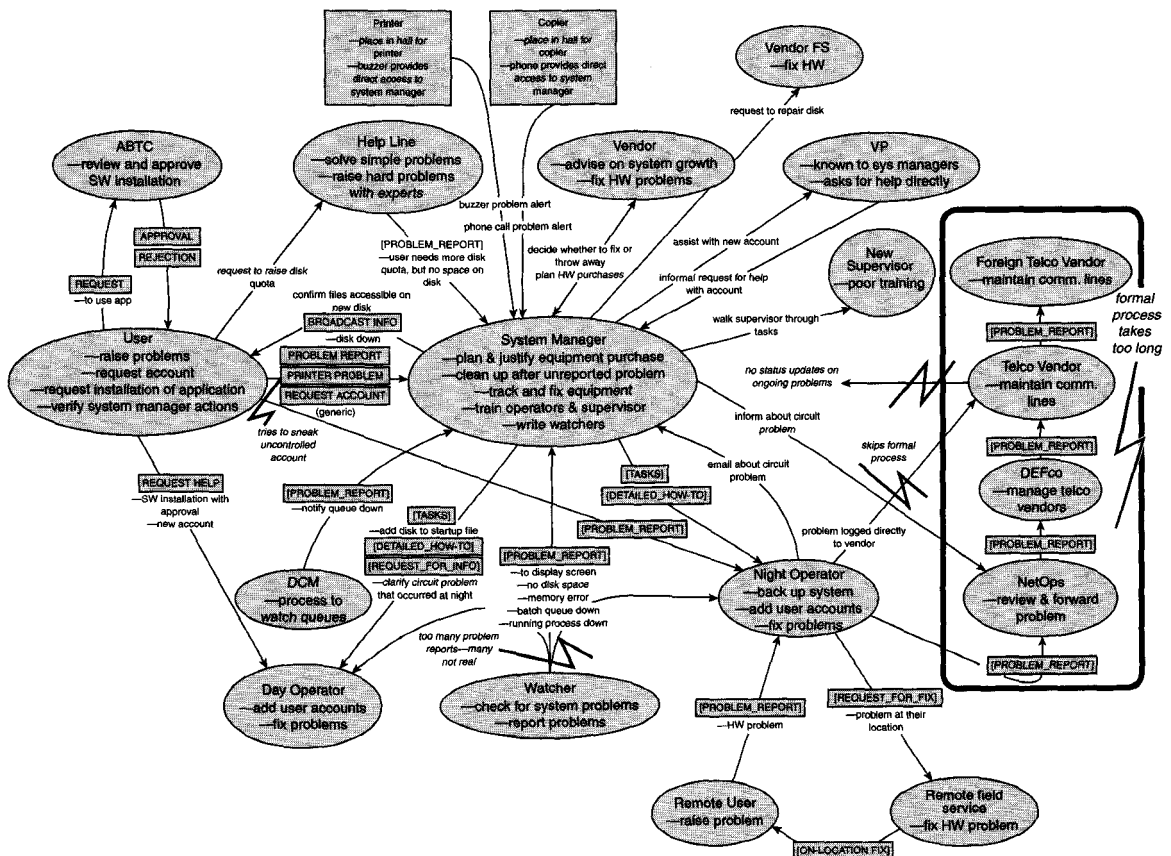 Printer
—place in hall for
printer
—buzzer provides
direct access to
system manager
Copier
—place in hall for
copier
—phone provides direct
access to system
manager
Vendor FS
—fix HW
request to repair disk
ABTC
—review and approve
SW installation
Help Line
—solve simple problems
—raise hard problems
with experts
Vendor
—advise on system growth
—fix HW problems
VP
—known to sys managers
—asks for help directly
buzzer problem alert
phone call problem alert
APPROVAL
REJECTION
REQUEST
—to use app
request to raise disk
quota
[PROBLEM_REPORT]
—user needs more disk
quota, but no space on
disk
decide whether to fix or
throw away
plan HW purchases
assist with new account
informal request for help
with account
New
Supervisor
—poor training
walk supervisor through
tasks
Foreign Telco Vendor
—maintain comm. lines
formal
process
takes
too long
confirm files accessible on
new disk
BROADCAST INFO
—disk down
User
—raise problems
—request account
—request installation of application
—verify system manager actions
PROBLEM REPORT
PRINTER PROBLEM
REQUEST ACCOUNT
(generic)
System Manager
—plan & justify equipment purchase
—clean up after unreported problem
—track and fix equipment
—train operators & supervisor
—write watchers
[PROBLEM_REPORT]
Telco Vendor
—maintain comm.
lines
no status updates on
ongoing problems
inform about circuit
problem
tries to sneak
uncontrolled
account
skips formal
process
[PROBLEM_REPORT]
DEFco
—manage telco
vendors
REQUEST HELP
—SW installation with
approval
—new account
[PROBLEM_REPORT]
—notify queue down
[TASKS]
—add disk to startup file
[DETAILED_HOW-TO]
[REQUEST_FOR_INFO]
—clarify circuit problem
that occurred at night
[TASKS]
[DETAILED_HOW-TO]
email about circuit
problem
[PROBLEM_REPORT]
problem logged directly
to vendor
[PROBLEM_REPORT]
[PROBLEM_REPORT]
—to display screen
—no disk space
—memory error
—batch queue down
—running process down
DCM
—process to
watch queues
Night Operator
—back up system
—add user accounts
—fix problems
NetOps
—review & forward
problem
[PROBLEM_REPORT]
too many problem
reports—many
not real
Day Operator
—add user accounts
—fix problems
Watcher
—check for system problems
—report problems
[PROBLEM_REPORT]
—HW problem
[REQUEST_FOR_FIX]
—problem at their
location
Remote User
—raise problem
Remote field
service
—fix HW problem
[ON-LOCATION FIX]